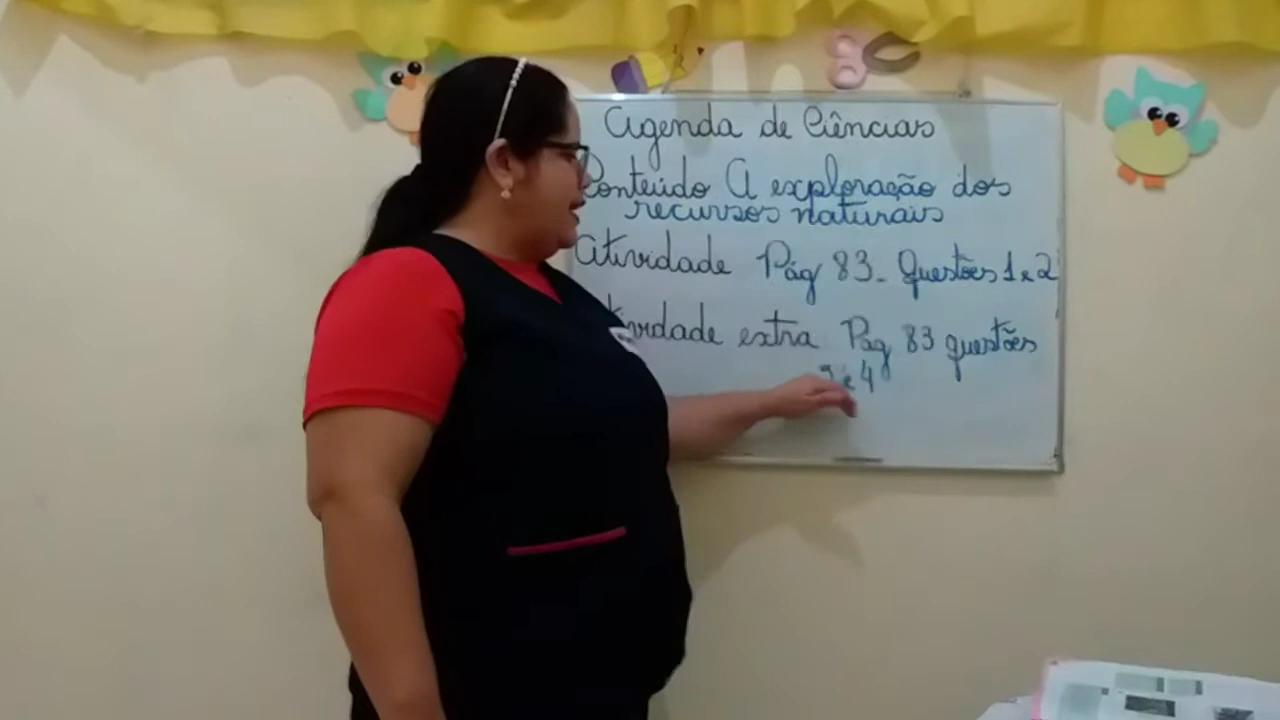 Agenda de Ciências
Conteúdo A exploração dos
recursos naturais
Atividade Pág 83- Questões 1 e 2
tividade extra Pág 83 questões
3 e 4